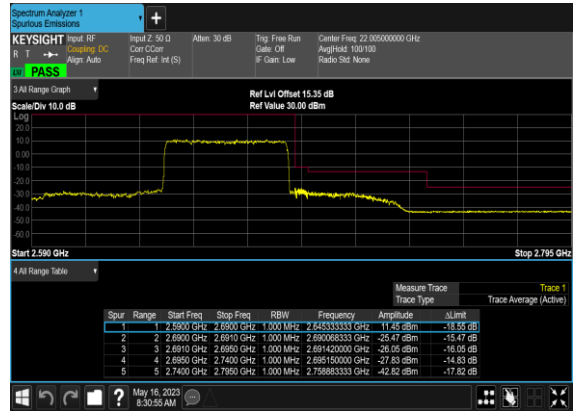 Spectrum Analyzer 1
Spurious Emissions
+
KEYSIGHT Input: RF Input Z: 50 Ω Atten: 30 dB Trig: Free Run Center Freq: 22.005000000 GHz
R T Coupling: DC Corr CCorr Gate: Off Avg|Hold: 100/100
Align: Auto Freq Ref: Int (S) IF Gain: Low Radio Std: None
PASS
3 All Range Graph Ref Lvl Offset 15.35 dB
Scale/Div 10.0 dB Ref Value 30.00 dBm
Log
20.0
10.0
0.00
-10.0
-20.0
-30.0
-40.0
-50.0
-60.0
Start 2.590 GHz Stop 2.795 GHz
4 All Range Table
Measure Trace Trace 1
Trace Type Trace Average (Active)
Spur Range Start Freq Stop Freq RBW Frequency Amplitude ΔLimit
1 1 2.5900 GHz 2.6900 GHz 1.000 MHz 2.645333333 GHz 11.45 dBm -18.55 dB
2 2 2.6900 GHz 2.6910 GHz 1.000 MHz 2.690068333 GHz -25.47 dBm -15.47 dB
3 3 2.6910 GHz 2.6950 GHz 1.000 MHz 2.691420000 GHz -26.05 dBm -16.05 dB
4 4 2.6950 GHz 2.7400 GHz 1.000 MHz 2.695150000 GHz -27.83 dBm -14.83 dB
5 5 2.7400 GHz 2.7950 GHz 1.000 MHz 2.758883333 GHz -42.82 dBm -17.82 dB
? May 16, 2023
8:30:55 AM